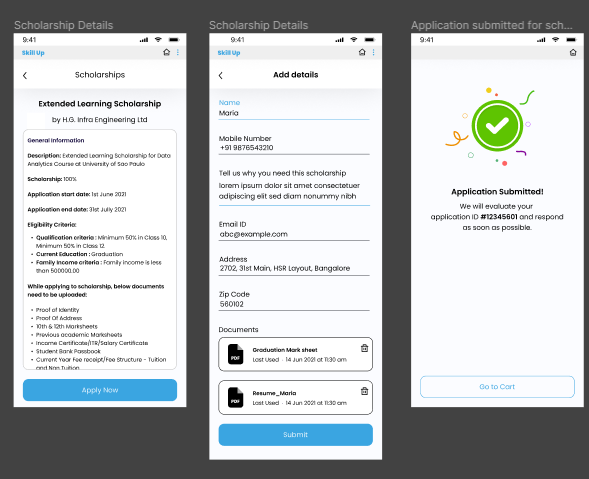 Scholarship Details
9:41
Skill Up
Scholarships
Extended Learning Scholarship
by H.G. Infra Engineering Ltd
General Information
Description: Extended Learning Scholarship for Data
Analytics Course at University of Sao Paulo
Scholarship: 100%
Application start date: 1st June 2021
Application end date: 31st Jully 2021
Eligibility Criteria:
• Qualification criteria : Minimum 50% in Class 10,
Minimum 50% in Class 12.
• Current Education : Graduation
• Family Income criteria : Family income is less
than 500000.00
While applying to scholarship, below documents
need to be uploaded:
• Proof of Identity
• Proof Of Address
• 10th & 12th Marksheets
• Previous academic Marksheets
• Income Certificate/ITR/Salary Certificate
• Student Bank Passbook
• Current Year Fee receipt/Fee Structure - Tuition
and Non Tuition
Apply Now
Scholarship Details
9:41
Skill Up
Add details
Name
Maria
Mobile Number
+91 9876543210
Tell us why you need this scholarship
lorem ipsum dolor sit amet consectetuer
adipiscing elit sed diam nonummy nibh
Email ID
abc@example.com
Address
2702, 31st Main, HSR Layout, Bangalore
Zip Code
560102
Documents
PDF
Graduation Mark sheet
Last Used · 14 Jun 2021 at 11:30 am
PDF
Resume_Maria
Last Used · 14 Jun 2021 at 11:30 am
Submit
Application submitted for sch...
9:41
Application Submitted!
We will evaluate your
application ID #12345601 and respond
as soon as possible.
Go to Cart